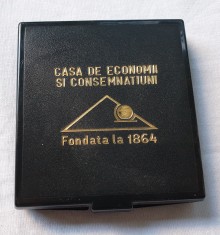 CASA DE ECONOMII
SI CONSEMNATIUNI
Fondata la 1864